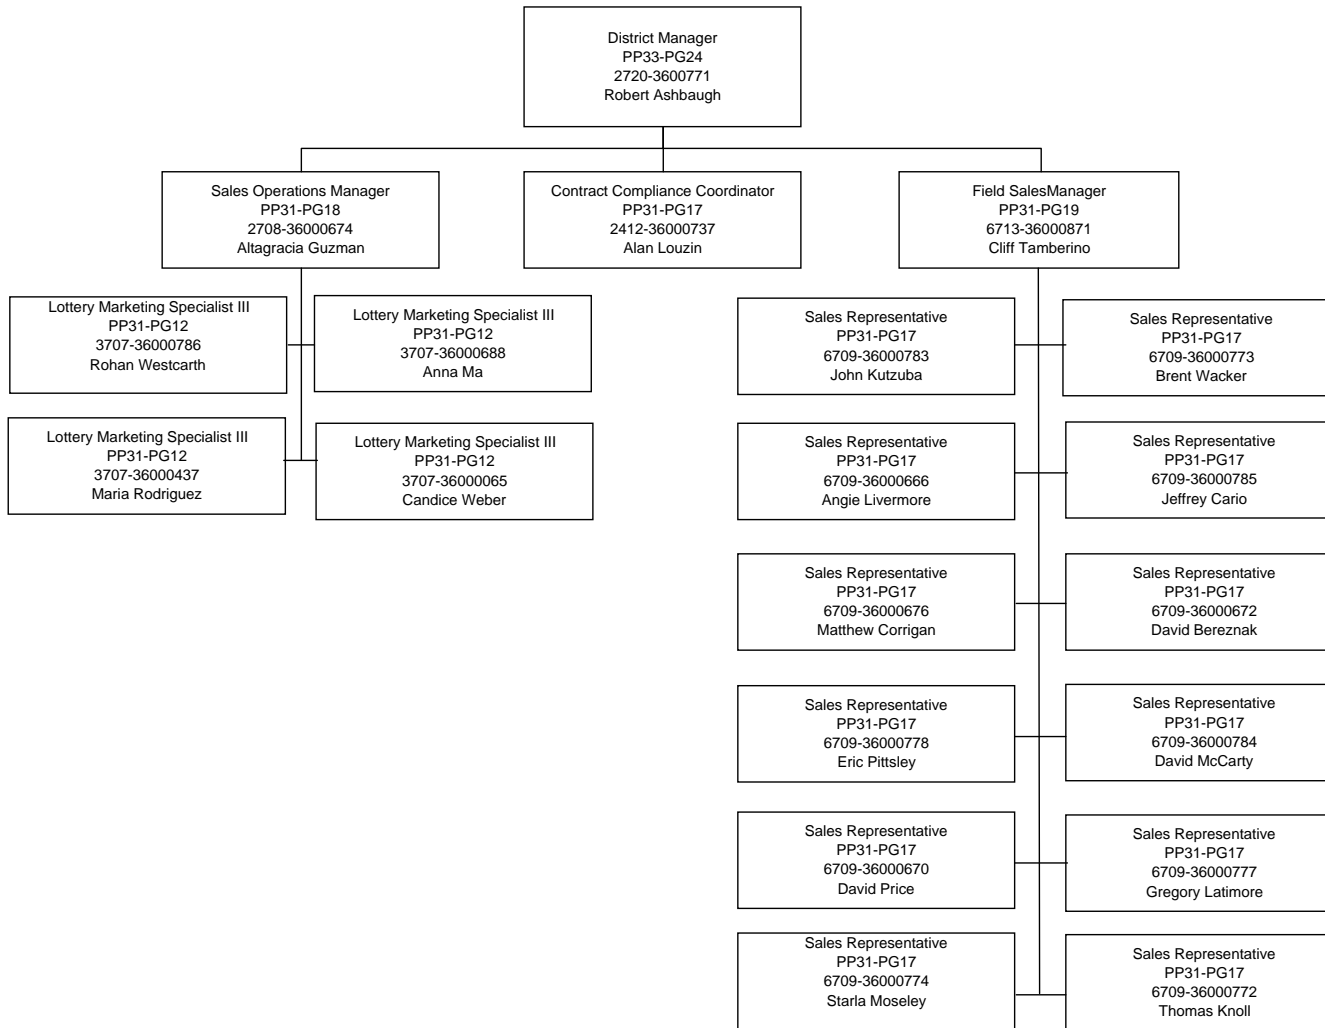 District Manager
PP33-PG24
2720-3600771
Robert Ashbaugh
Sales Operations Manager
PP31-PG18
2708-36000674
Altagracia Guzman
Contract Compliance Coordinator
PP31-PG17
2412-36000737
Alan Louzin
Field SalesManager
PP31-PG19
6713-36000871
Cliff Tamberino
Lottery Marketing Specialist III
PP31-PG12
3707-36000786
Rohan Westcarth
Lottery Marketing Specialist III
PP31-PG12
3707-36000688
Anna Ma
Lottery Marketing Specialist III
PP31-PG12
3707-36000437
Maria Rodriguez
Lottery Marketing Specialist III
PP31-PG12
3707-36000065
Candice Weber
Sales Representative
PP31-PG17
6709-36000783
John Kutzuba
Sales Representative
PP31-PG17
6709-36000773
Brent Wacker
Sales Representative
PP31-PG17
6709-36000666
Angie Livermore
Sales Representative
PP31-PG17
6709-36000785
Jeffrey Cario
Sales Representative
PP31-PG17
6709-36000676
Matthew Corrigan
Sales Representative
PP31-PG17
6709-36000672
David Bereznak
Sales Representative
PP31-PG17
6709-36000778
Eric Pittsley
Sales Representative
PP31-PG17
6709-36000784
David McCarty
Sales Representative
PP31-PG17
6709-36000670
David Price
Sales Representative
PP31-PG17
6709-36000777
Gregory Latimore
Sales Representative
PP31-PG17
6709-36000774
Starla Moseley
Sales Representative
PP31-PG17
6709-36000772
Thomas Knoll